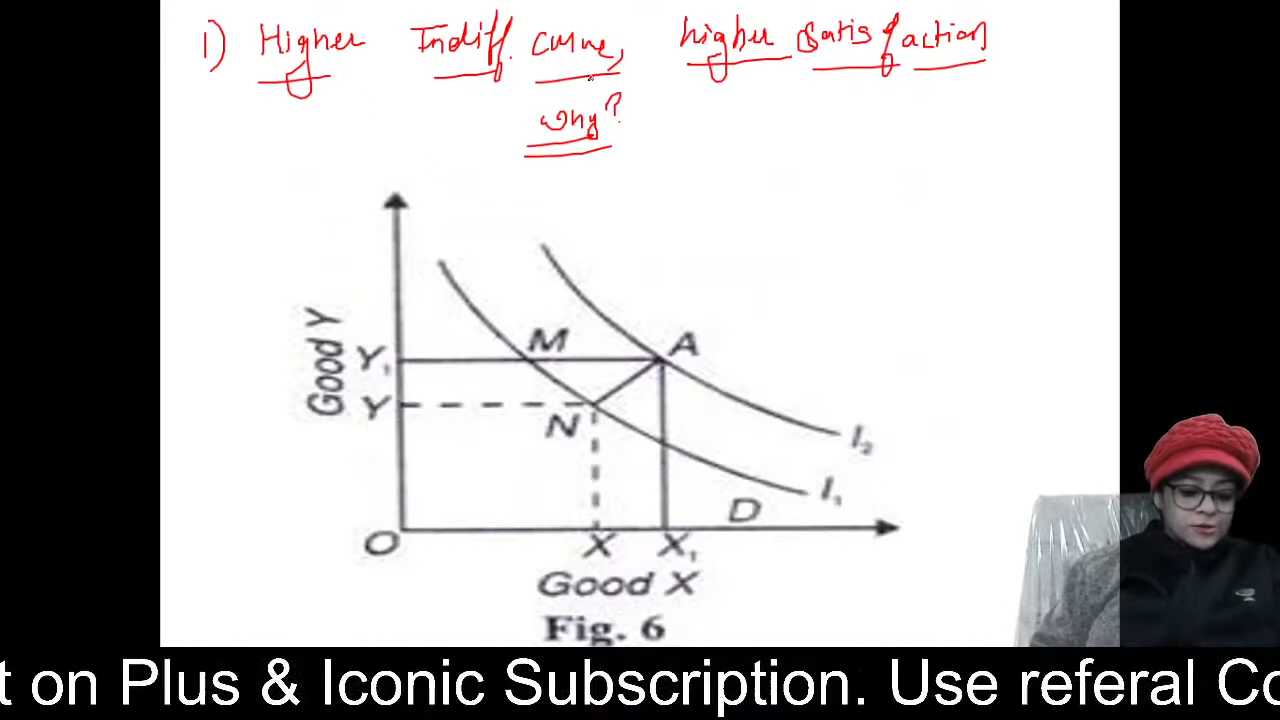 1) Higher Indiff. curve, higher satisfaction
why?
M
A
Y₁
Good Y
Y
N
I₂
I₁
D
O
X
X₁
Good X
Fig. 6
t on Plus & Iconic Subscription. Use referal Co